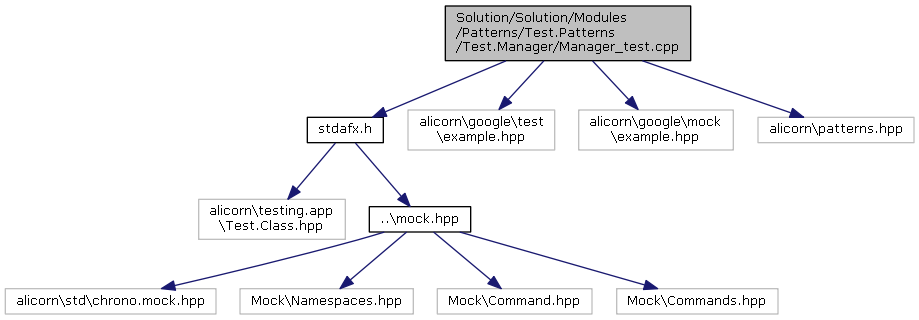 Solution/Solution/Modules
/Patterns/Test.Patterns
/Test.Manager/Manager_test.cpp
stdafx.h
alicorn\google\test
\example.hpp
alicorn\google\mock
\example.hpp
alicorn\patterns.hpp
alicorn\testing.app
\Test.Class.hpp
..\mock.hpp
alicorn\std\chrono.mock.hpp
Mock\Namespaces.hpp
Mock\Command.hpp
Mock\Commands.hpp